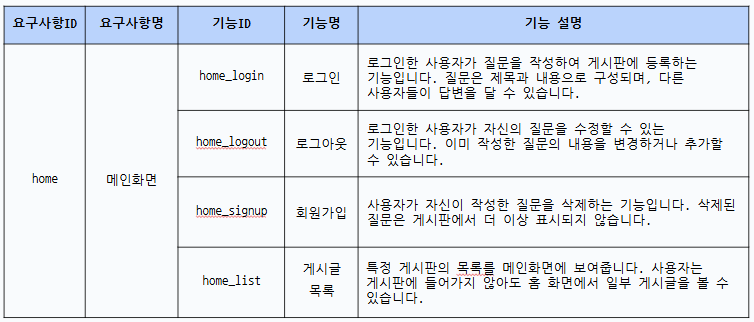 요구사항ID 요구사항명 기능ID 기능명 기능 설명
home 메인화면
home_login 로그인
로그인한 사용자가 질문을 작성하여 게시판에 등록하는
기능입니다. 질문은 제목과 내용으로 구성되며, 다른
사용자들이 답변을 달 수 있습니다.
home_logout 로그아웃
로그인한 사용자가 자신의 질문을 수정할 수 있는
기능입니다. 이미 작성한 질문의 내용을 변경하거나 추가할
수 있습니다.
home_signup 회원가입
사용자가 자신이 작성한 질문을 삭제하는 기능입니다. 삭제된
질문은 게시판에서 더 이상 표시되지 않습니다.
home_list
게시글
목록
특정 게시판의 목록를 메인화면에 보여줍니다. 사용자는
게시판에 들어가지 않아도 홈 화면에서 일부 게시글을 볼 수
있습니다.